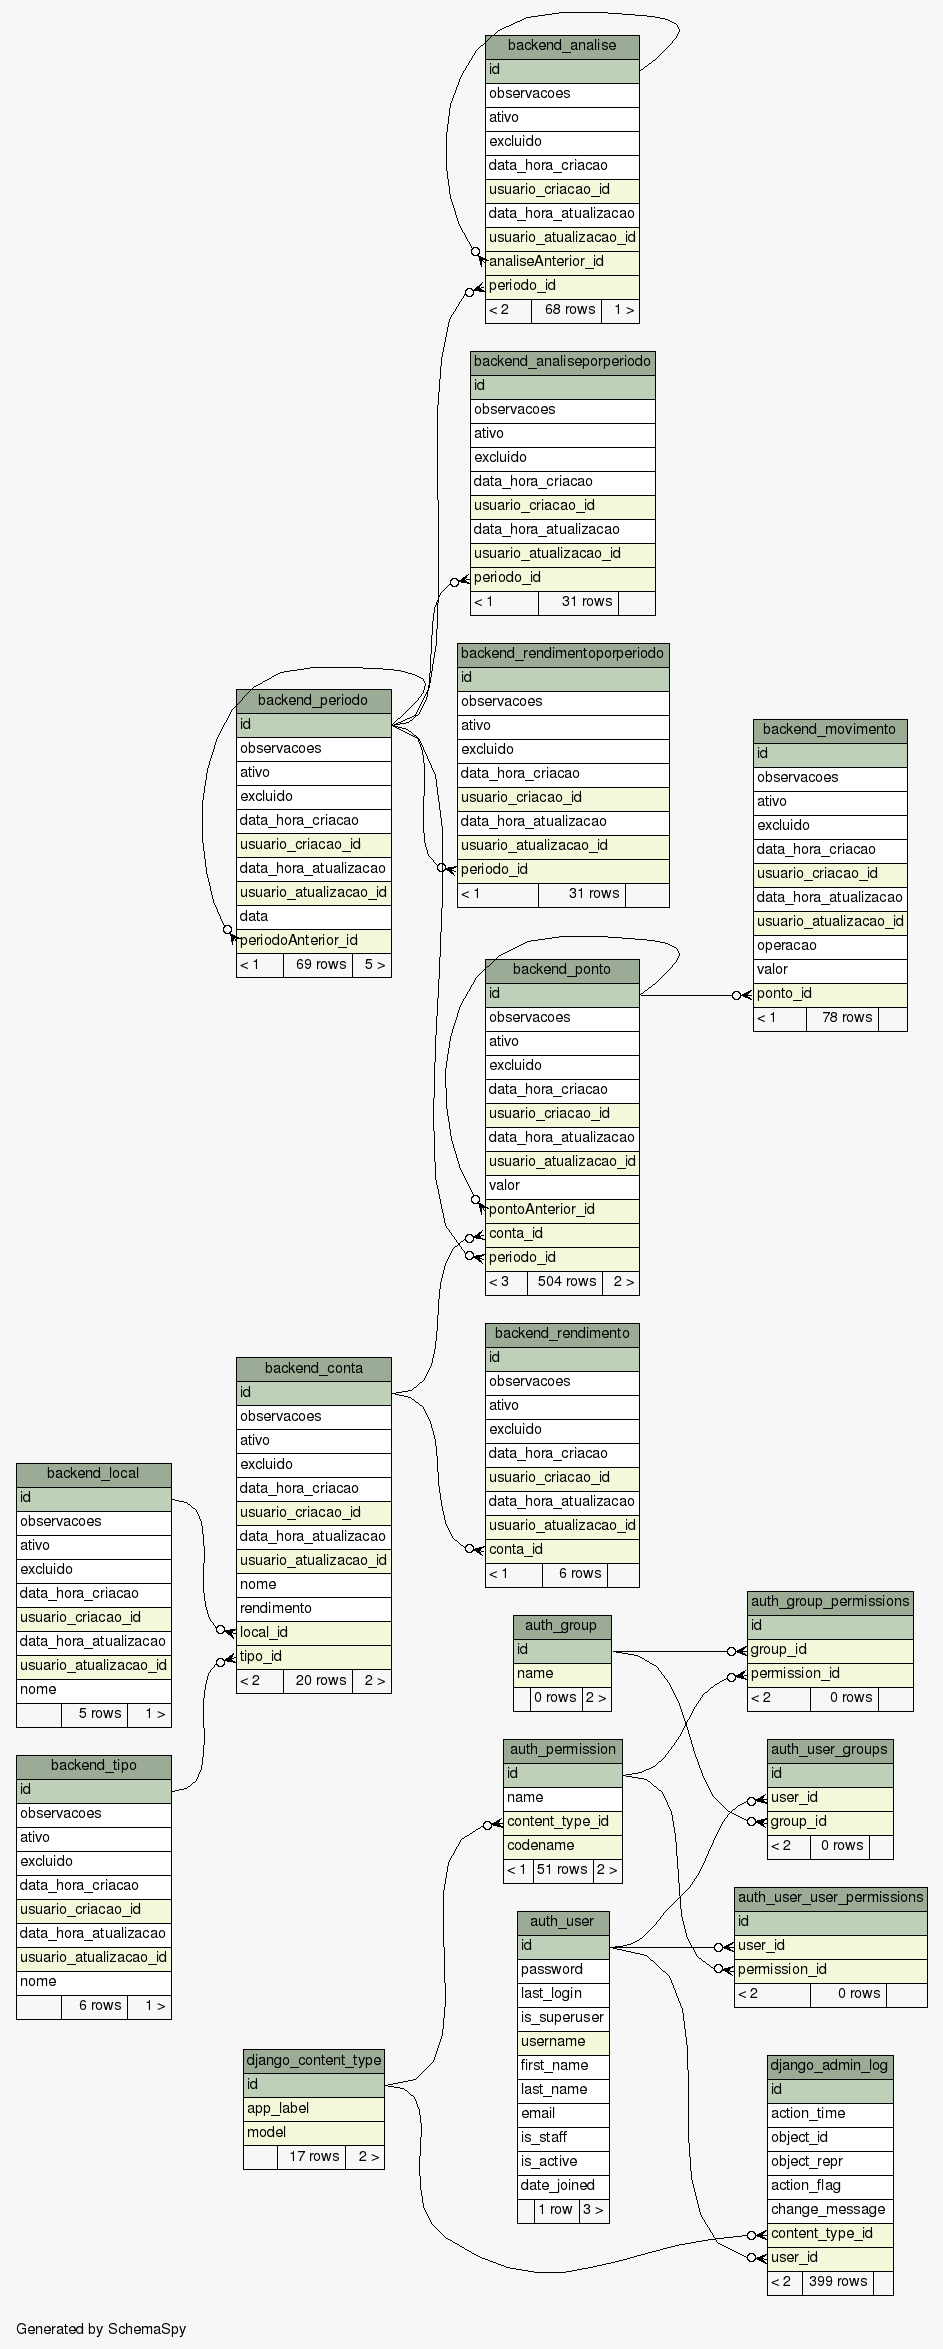 backend_analise
id
observacoes
ativo
excluido
data_hora_criacao
usuario_criacao_id
data_hora_atualizacao
usuario_atualizacao_id
analiseAnterior_id
periodo_id
< 2 68 rows 1 >
backend_analiseporperiodo
id
observacoes
ativo
excluido
data_hora_criacao
usuario_criacao_id
data_hora_atualizacao
usuario_atualizacao_id
periodo_id
< 1 31 rows
backend_rendimentoporperiodo
id
observacoes
ativo
excluido
data_hora_criacao
usuario_criacao_id
data_hora_atualizacao
usuario_atualizacao_id
periodo_id
< 1 31 rows
backend_periodo
id
observacoes
ativo
excluido
data_hora_criacao
usuario_criacao_id
data_hora_atualizacao
usuario_atualizacao_id
data
periodoAnterior_id
< 1 69 rows 5 >
backend_movimento
id
observacoes
ativo
excluido
data_hora_criacao
usuario_criacao_id
data_hora_atualizacao
usuario_atualizacao_id
operacao
valor
ponto_id
< 1 78 rows
backend_ponto
id
observacoes
ativo
excluido
data_hora_criacao
usuario_criacao_id
data_hora_atualizacao
usuario_atualizacao_id
valor
pontoAnterior_id
conta_id
periodo_id
< 3 504 rows 2 >
backend_rendimento
id
observacoes
ativo
excluido
data_hora_criacao
usuario_criacao_id
data_hora_atualizacao
usuario_atualizacao_id
conta_id
< 1 6 rows
backend_conta
id
observacoes
ativo
excluido
data_hora_criacao
usuario_criacao_id
data_hora_atualizacao
usuario_atualizacao_id
nome
rendimento
local_id
tipo_id
< 2 20 rows 2 >
backend_local
id
observacoes
ativo
excluido
data_hora_criacao
usuario_criacao_id
data_hora_atualizacao
usuario_atualizacao_id
nome
5 rows 1 >
backend_tipo
id
observacoes
ativo
excluido
data_hora_criacao
usuario_criacao_id
data_hora_atualizacao
usuario_atualizacao_id
nome
6 rows 1 >
auth_group
id
name
0 rows 2 >
auth_group_permissions
id
group_id
permission_id
< 2 0 rows
auth_permission
id
name
content_type_id
codename
< 1 51 rows 2 >
auth_user_groups
id
user_id
group_id
< 2 0 rows
auth_user_user_permissions
id
user_id
permission_id
< 2 0 rows
auth_user
id
password
last_login
is_superuser
username
first_name
last_name
email
is_staff
is_active
date_joined
1 row 3 >
django_content_type
id
app_label
model
17 rows 2 >
django_admin_log
id
action_time
object_id
object_repr
action_flag
change_message
content_type_id
user_id
< 2 399 rows
Generated by SchemaSpy